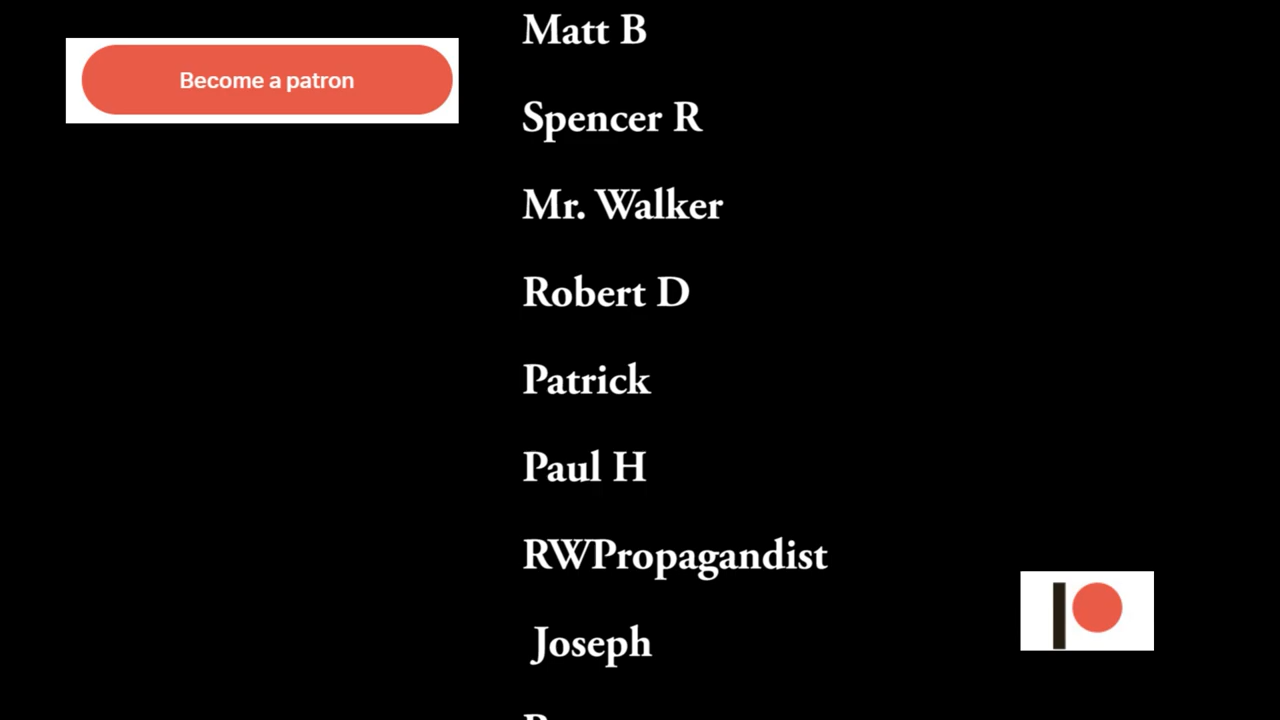 Become a patron
Matt B
Spencer R
Mr. Walker
Robert D
Patrick
Paul H
RWPropagandist
Joseph